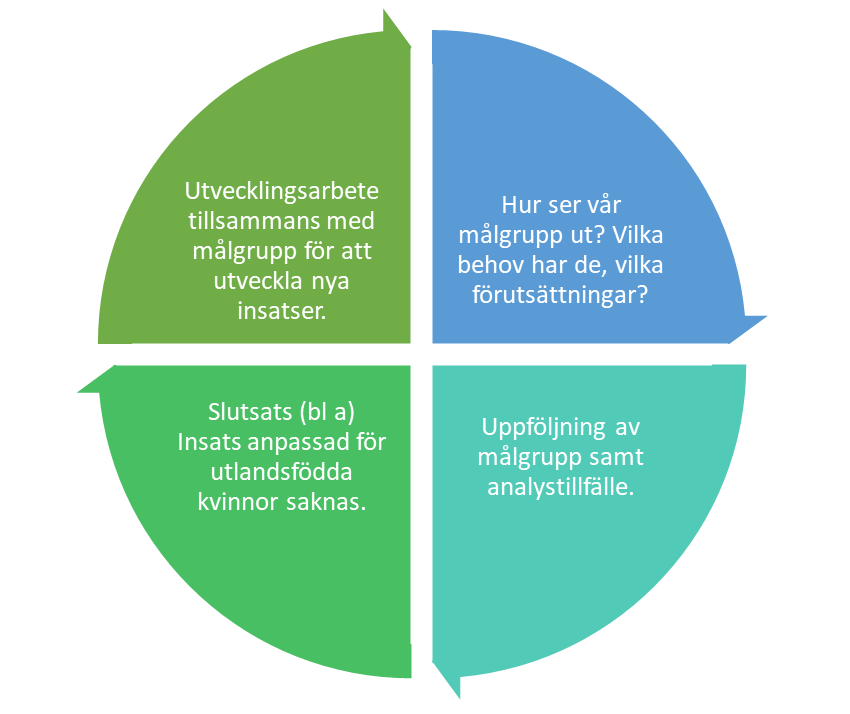 Utvecklingsarbete
tillsammans med
målgrupp för att
utveckla nya
insatser.
Hur ser vår
målgrupp ut? Vilka
behov har de, vilka
förutsättningar?
Slutsats (bl a)
Insats anpassad för
utlandsfödda
kvinnor saknas.
Uppföljning av
målgrupp samt
analystillfälle.